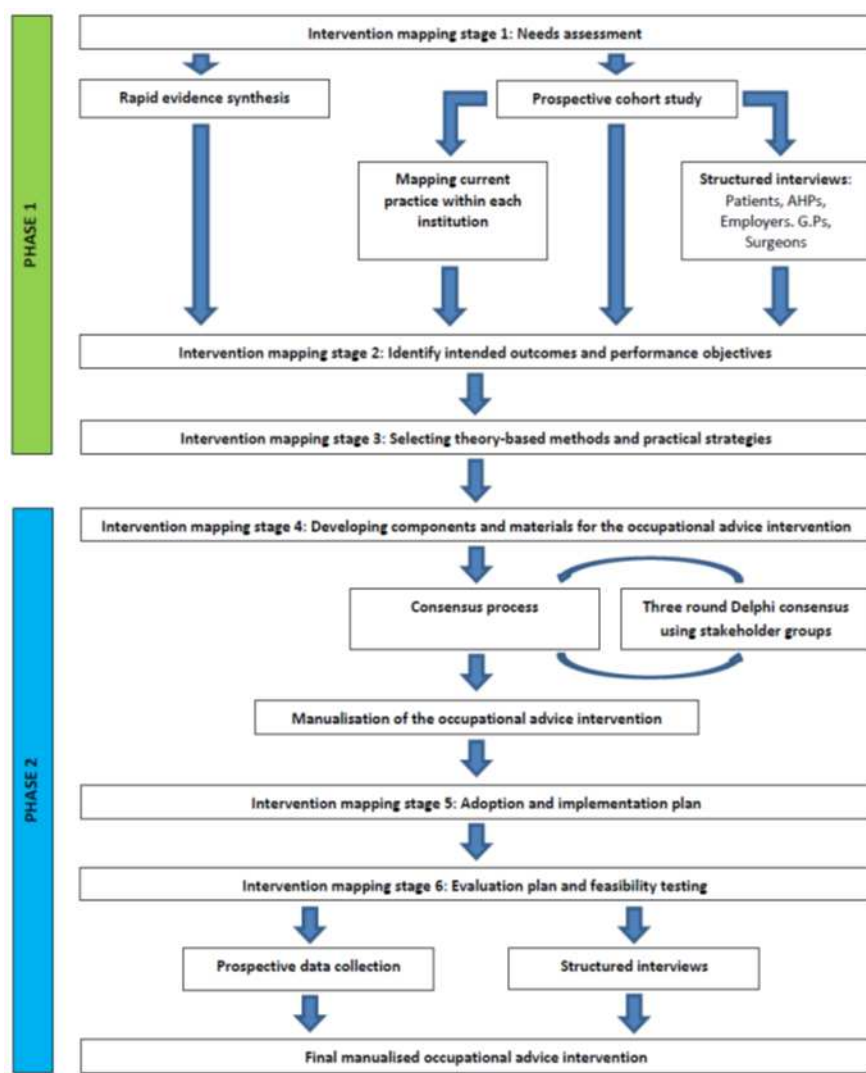 PHASE 1
Intervention mapping stage 1: Needs assessment
Rapid evidence synthesis
Prospective cohort study
Mapping current
practice within each
institution
Structured interviews:
Patients, AHPs,
Employers. G.Ps,
Surgeons
Intervention mapping stage 2: Identify intended outcomes and performance objectives
Intervention mapping stage 3: Selecting theory-based methods and practical strategies
PHASE 2
Intervention mapping stage 4: Developing components and materials for the occupational advice intervention
Consensus process
Three round Delphi consensus
using stakeholder groups
Manualisation of the occupational advice intervention
Intervention mapping stage 5: Adoption and implementation plan
Intervention mapping stage 6: Evaluation plan and feasibility testing
Prospective data collection
Structured interviews
Final manualised occupational advice intervention